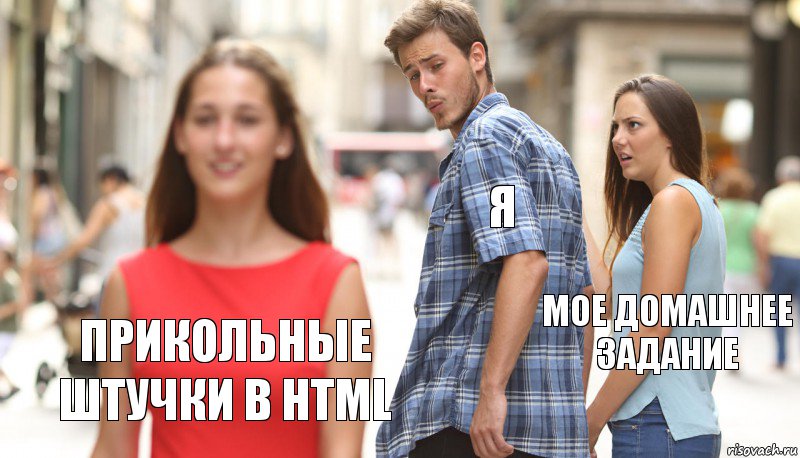 Я
МОЕ ДОМАШНЕЕ
ЗАДАНИЕ
ПРИКОЛЬНЫЕ
ШТУЧКИ В HTML
risovach.ru